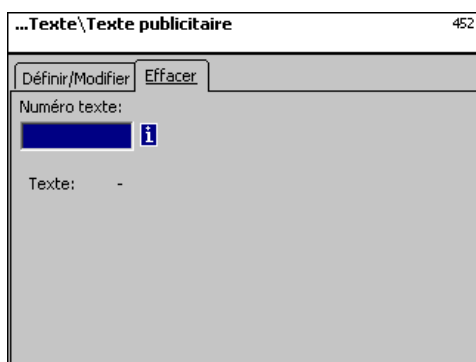 ...Texte\Texte publicitaire 452
Définir/Modifier Effacer
Numéro texte:
i
Texte: -